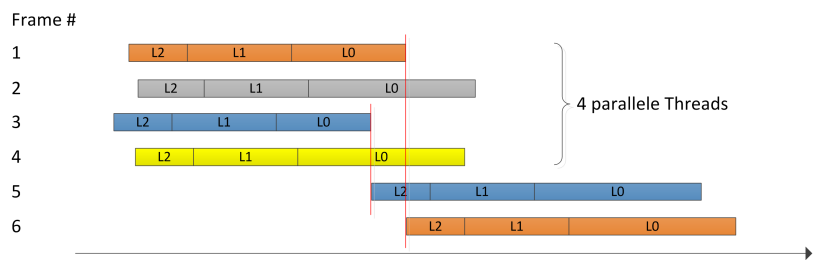 Frame #
1 L2 L1 L0
2 L2 L1 L0
3 L2 L1 L0
4 L2 L1 L0
4 parallele Threads
5 L2 L1 L0
6 L2 L1 L0